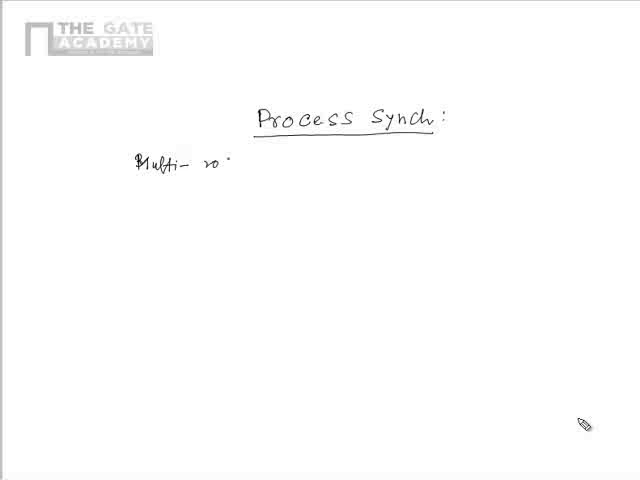 THE GATE
ACADEMY
Process Synch:
Multi-